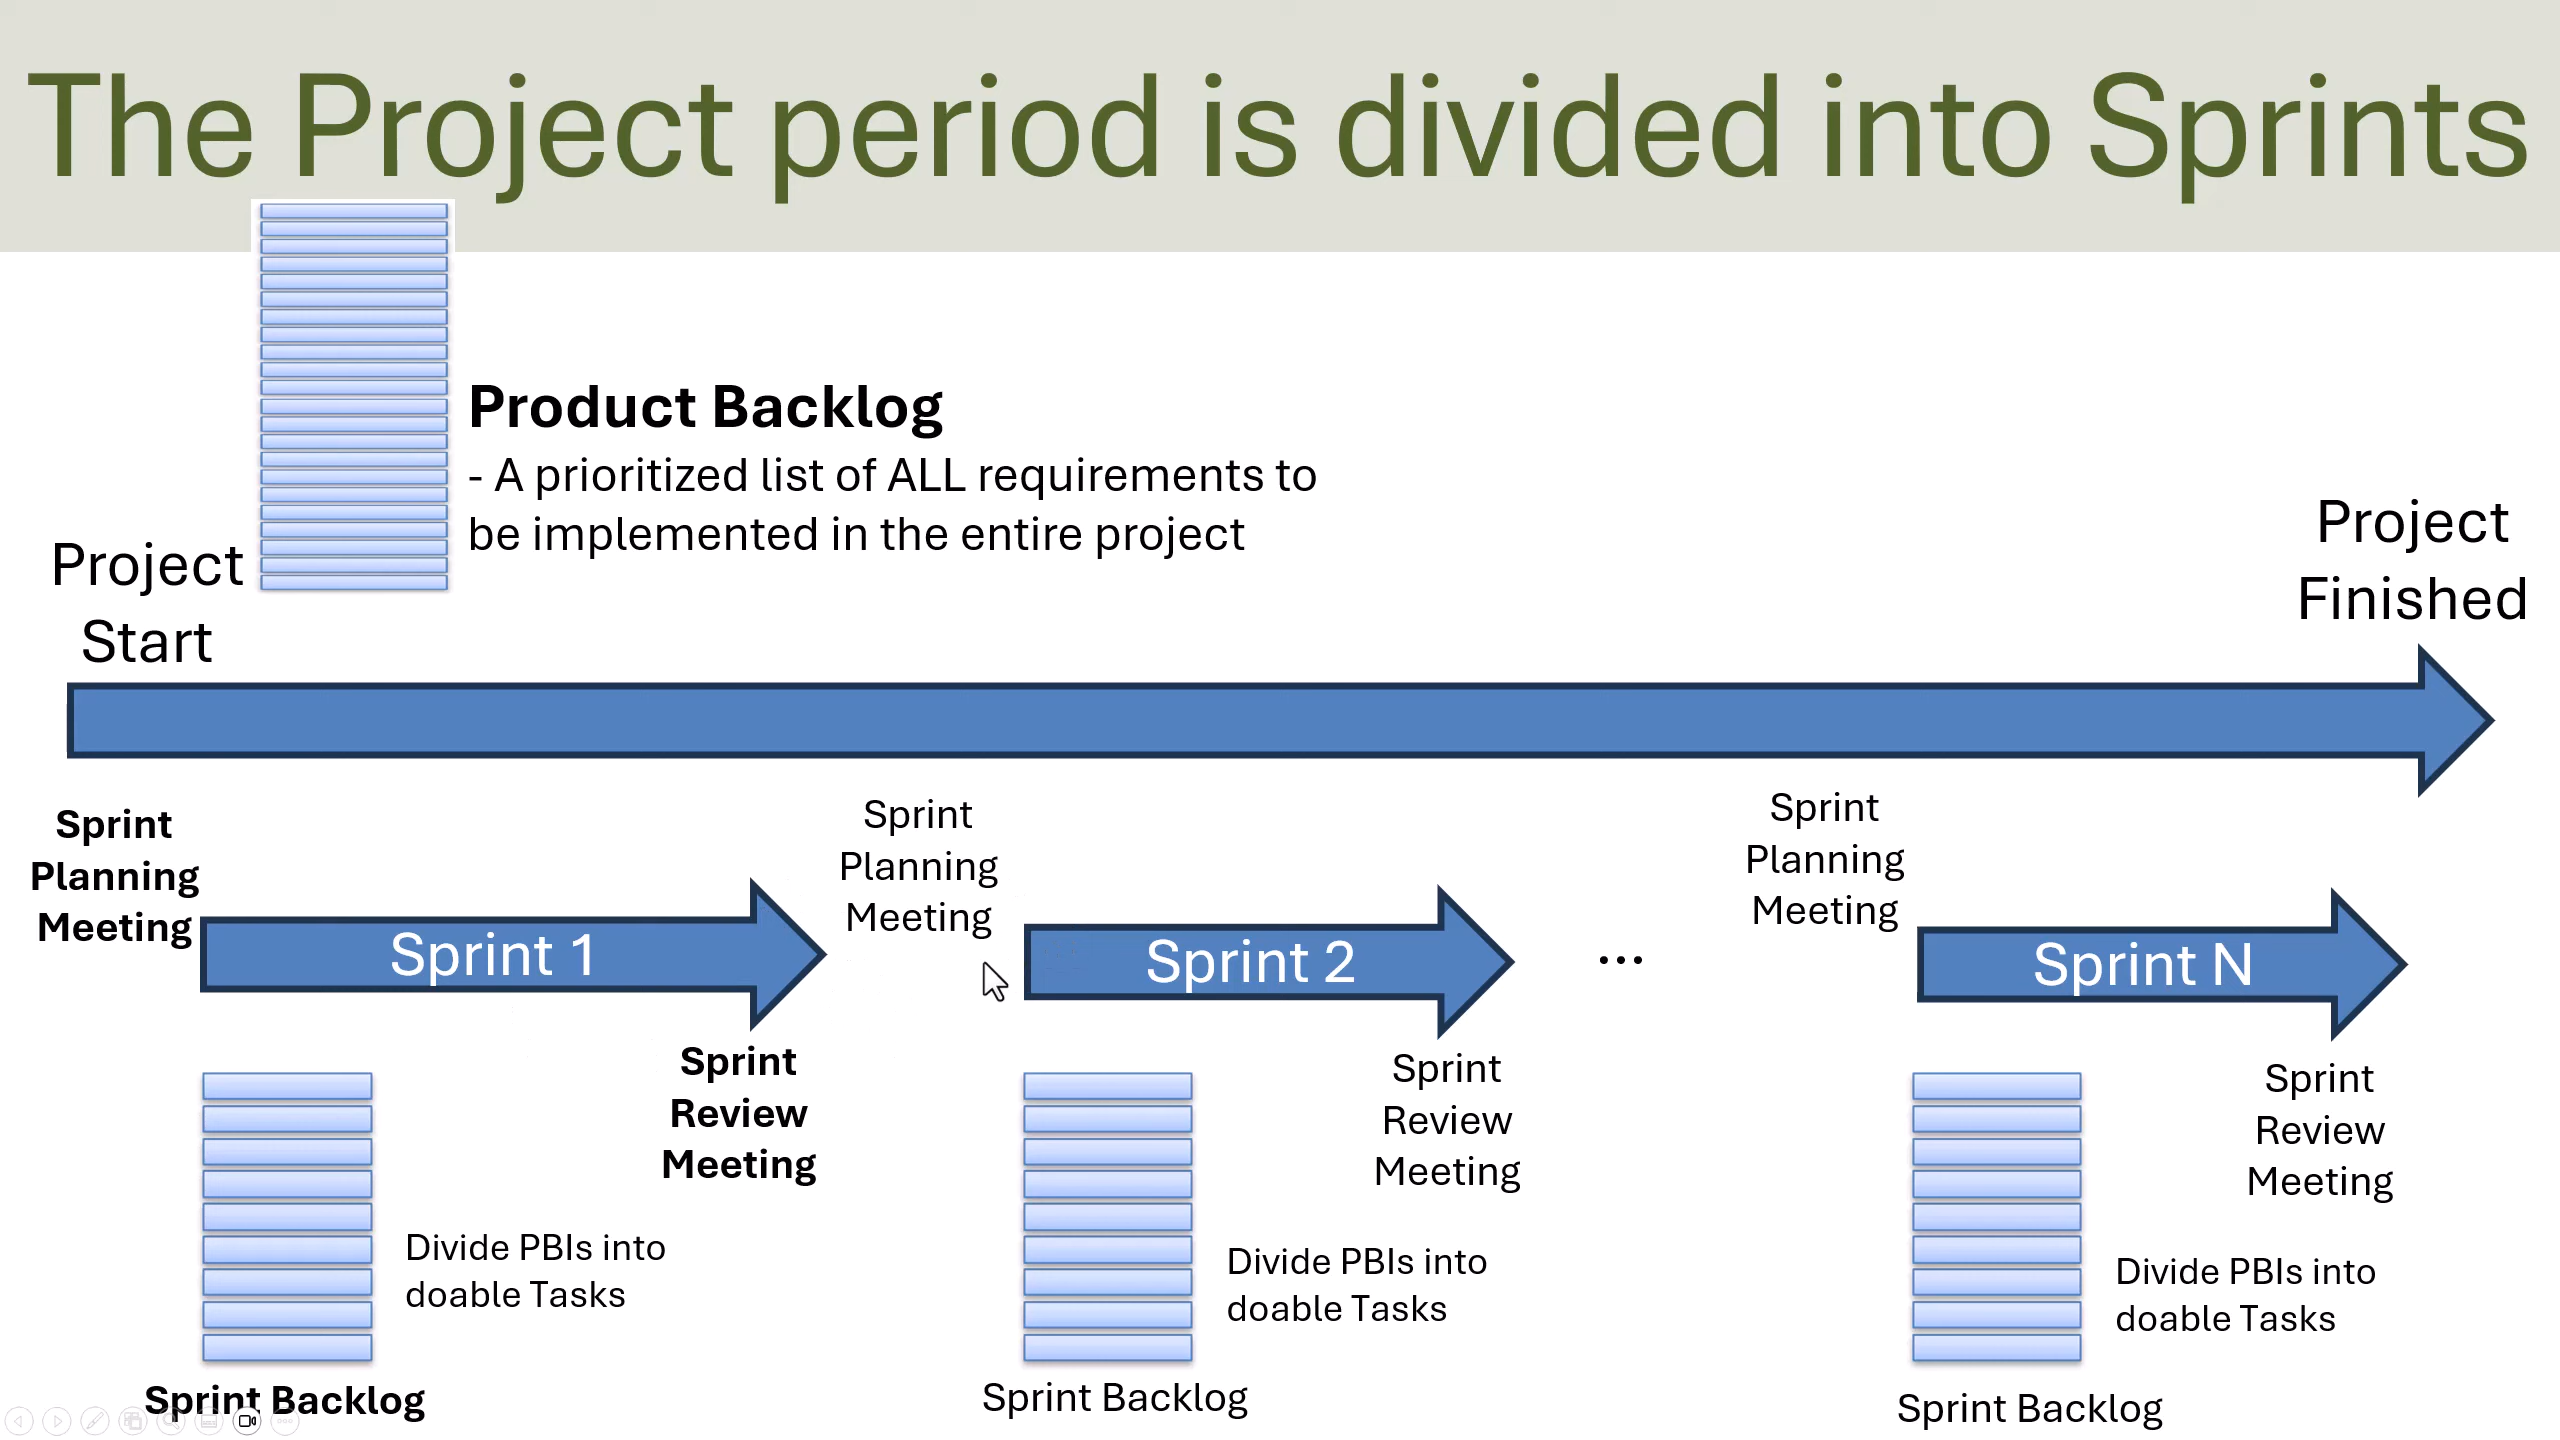 The Project period is divided into Sprints
Product Backlog
- A prioritized list of ALL requirements to
be implemented in the entire project
Project
Start
Project
Finished
Sprint
Planning
Meeting
Sprint 1
Sprint
Review
Meeting
Divide PBIs into
doable Tasks
Sprint Backlog
Sprint
Planning
Meeting
Sprint 2
Sprint
Review
Meeting
Divide PBIs into
doable Tasks
Sprint Backlog
...
Sprint
Planning
Meeting
Sprint N
Sprint
Review
Meeting
Divide PBIs into
doable Tasks
Sprint Backlog